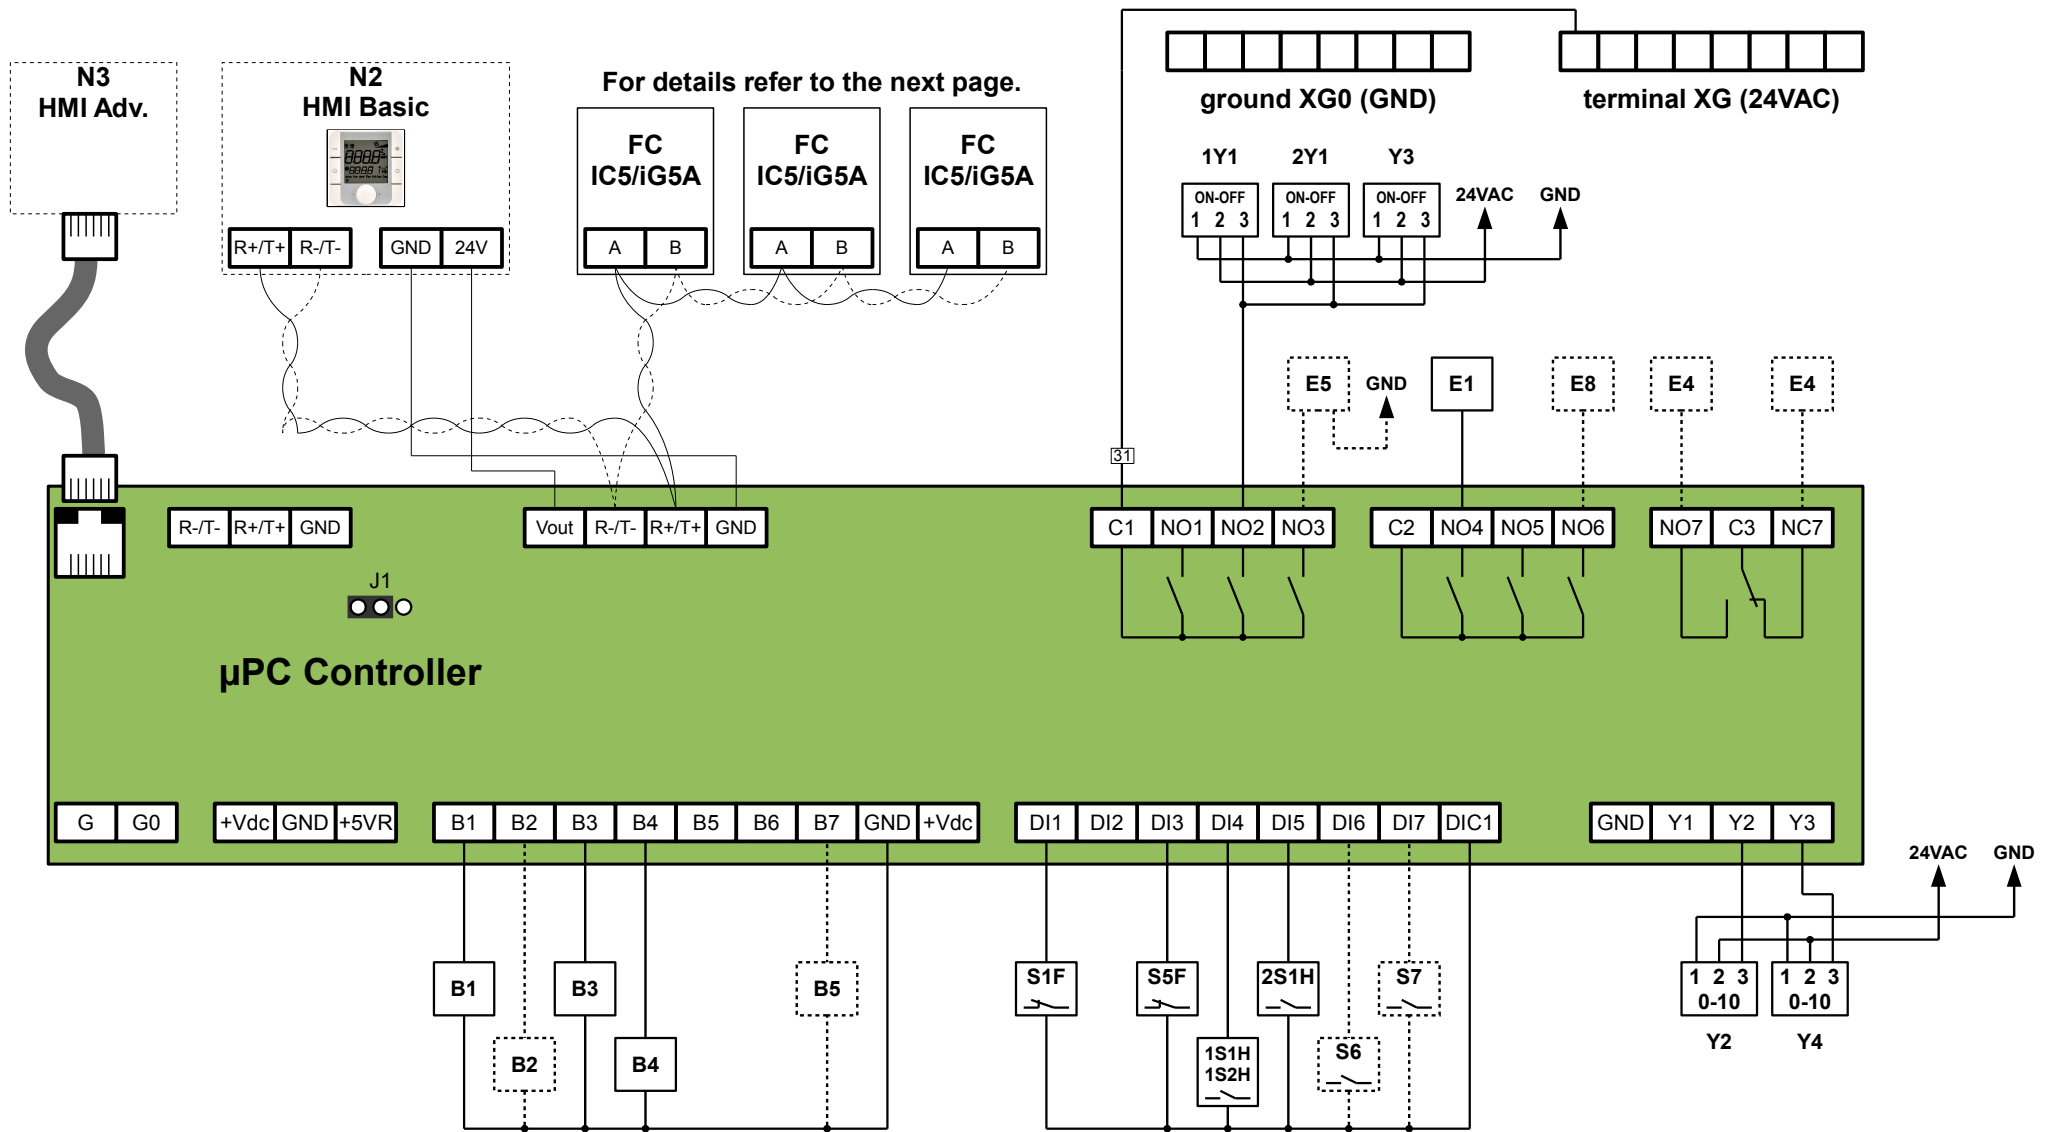 N3
HMI Adv.
N2
HMI Basic
For details refer to the next page.
FC
IC5/iG5A
FC
IC5/iG5A
FC
IC5/iG5A
ground XG0 (GND)
terminal XG (24VAC)
1Y1 2Y1 Y3
ON-OFF ON-OFF ON-OFF
1 2 3 1 2 3 1 2 3
24VAC GND
R+/T+ R-/T- GND 24V
A B A B A B
E5 GND E1 E8 E4 E4
31
R-/T- R+/T+ GND
Vout R-/T- R+/T+ GND
C1 NO1 NO2 NO3
C2 NO4 NO5 NO6
NO7 C3 NC7
J1
µPC Controller
G G0
+Vdc GND +5VR
B1 B2 B3 B4 B5 B6 B7 GND +Vdc
DI1 DI2 DI3 DI4 DI5 DI6 DI7 DIC1
GND Y1 Y2 Y3
24VAC GND
B1 B3 B5
B2 B4
S1F S5F 2S1H S7
1S1H
1S2H
S6
1 2 3 1 2 3
0-10 0-10
Y2 Y4